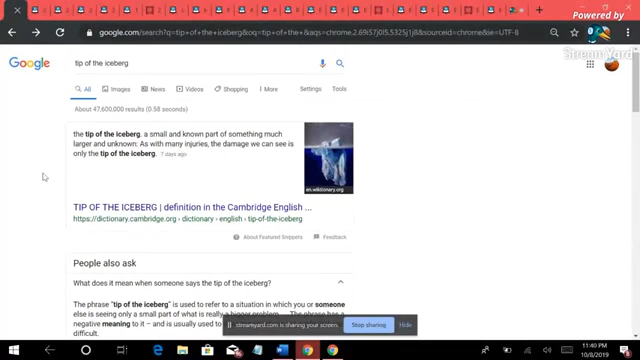 Powered by
StreamYard
google.com/search?q=tip+of+the+iceberg&oq=tip+of+the+&aqs=chrome.2.69i57j0l5.5325j1j8&sourceid=chrome&ie=UTF-8
Google
tip of the iceberg
All Images News Videos Shopping More Settings Tools
About 47,600,000 results (0.58 seconds)
the tip of the iceberg. a small and known part of something much
larger and unknown: As with many injuries, the damage we can see is
only the tip of the iceberg. 7 days ago
en.wiktionary.org
TIP OF THE ICEBERG | definition in the Cambridge English ...
https://dictionary.cambridge.org › dictionary › english › tip-of-the-iceberg
About Featured Snippets Feedback
People also ask
What does it mean when someone says the tip of the iceberg?
The phrase "tip of the iceberg" is used to refer to a situation in which you or someone
else is seeing only a small part of what is really a bigger problem. The phrase has a
negative meaning to it – and is usually used to
difficult.
streamyard.com is sharing your screen. Stop sharing Hide
11:40 PM
10/8/2019